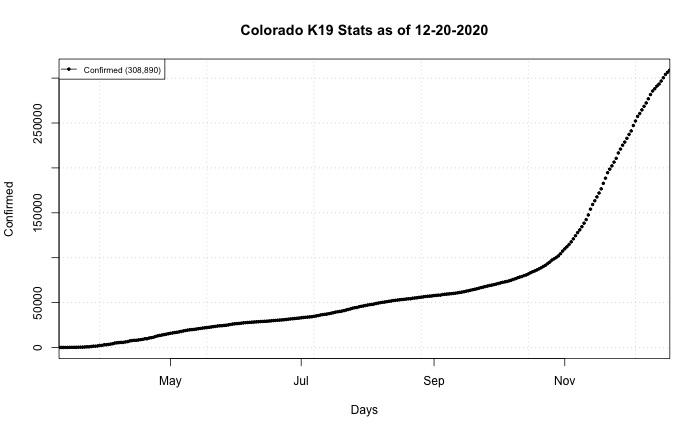 Colorado K19 Stats as of 12-20-2020
Confirmed (308,890)
Confirmed
0
50000
150000
250000
May
Jul
Sep
Nov
Days